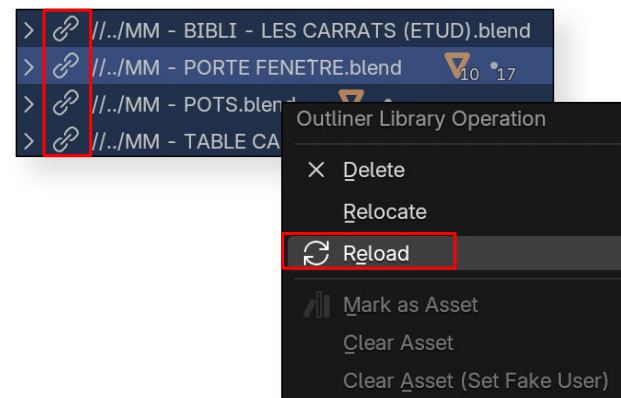 //../MM - BIBLI - LES CARRATS (ETUD).blend
//../MM - PORTE FENETRE.blend 10 17
//../MM - POTS.blend
//../MM - TABLE CA
Outliner Library Operation
Delete
Relocate
Reload
Mark as Asset
Clear Asset
Clear Asset (Set Fake User)